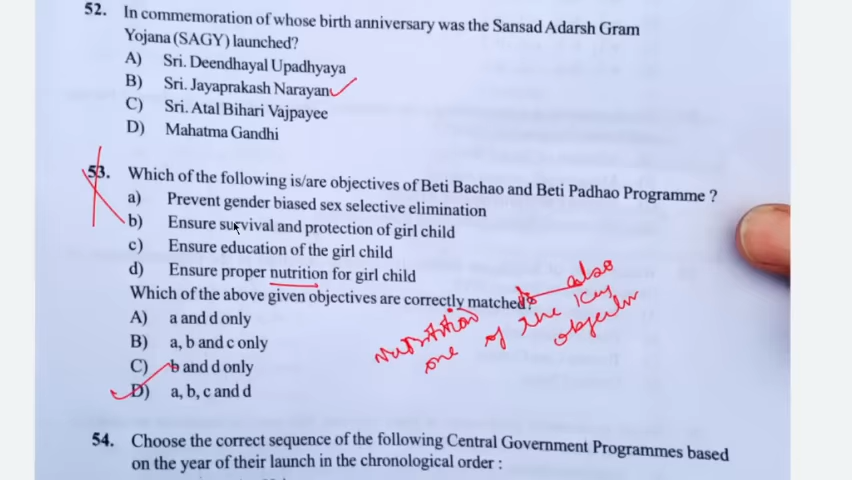 52. In commemoration of whose birth anniversary was the Sansad Adarsh Gram
Yojana (SAGY) launched?
A) Sri. Deendhayal Upadhyaya
B) Sri. Jayaprakash Narayan
C) Sri. Atal Bihari Vajpayee
D) Mahatma Gandhi
53. Which of the following is/are objectives of Beti Bachao and Beti Padhao Programme ?
a) Prevent gender biased sex selective elimination
b) Ensure survival and protection of girl child
c) Ensure education of the girl child
d) Ensure proper nutrition for girl child
Which of the above given objectives are correctly matched?
A) a and d only
B) a, b and c only
C) b and d only
D) a, b, c and d
Nutrition is also
one of the key
54. Choose the correct sequence of the following Central Government Programmes based
on the year of their launch in the chronological order :